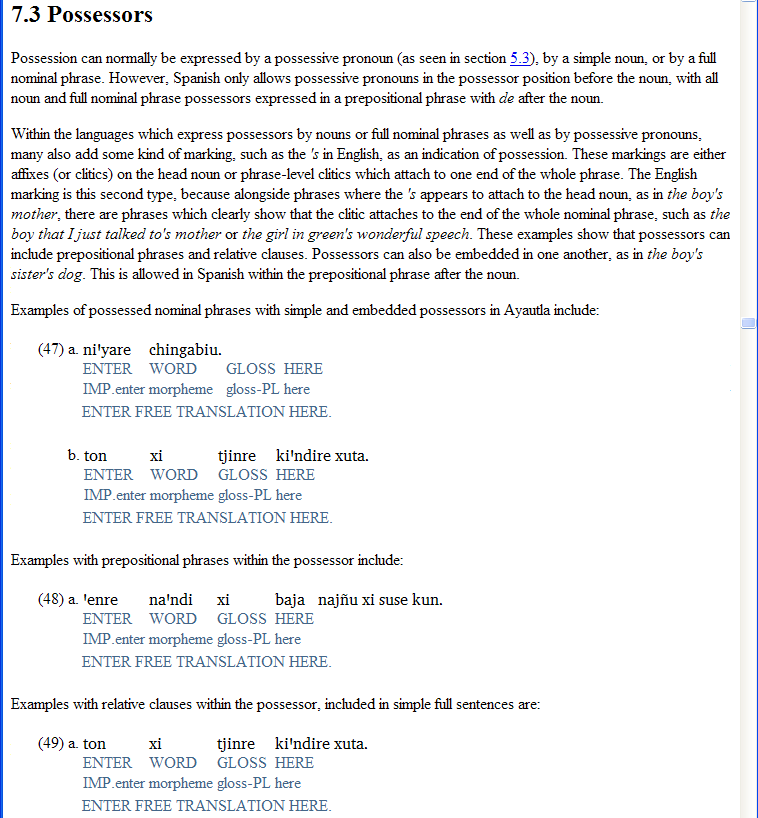 7.3 Possessors
Possession can normally be expressed by a possessive pronoun (as seen in section 5.3), by a simple noun, or by a full
nominal phrase. However, Spanish only allows possessive pronouns in the possessor position before the noun, with all
noun and full nominal phrase possessors expressed in a prepositional phrase with de after the noun.
Within the languages which express possessors by nouns or full nominal phrases as well as by possessive pronouns,
many also add some kind of marking, such as the 's in English, as an indication of possession. These markings are either
affixes (or clitics) on the head noun or phrase-level clitics which attach to one end of the whole phrase. The English
marking is this second type, because alongside phrases where the 's appears to attach to the head noun, as in the boy's
mother, there are phrases which clearly show that the clitic attaches to the end of the whole nominal phrase, such as the
boy that I just talked to's mother or the girl in green's wonderful speech. These examples show that possessors can
include prepositional phrases and relative clauses. Possessors can also be embedded in one another, as in the boy's
sister's dog. This is allowed in Spanish within the prepositional phrase after the noun.
Examples of possessed nominal phrases with simple and embedded possessors in Ayautla include:
(47) a. ni'yare chingabiu.
ENTER WORD GLOSS HERE
IMP.enter morpheme gloss-PL here
ENTER FREE TRANSLATION HERE.
b. ton xi tjinre ki'ndire xuta.
ENTER WORD GLOSS HERE
IMP.enter morpheme gloss-PL here
ENTER FREE TRANSLATION HERE.
Examples with prepositional phrases within the possessor include:
(48) a. 'enre na'ndi xi baja najñu xi suse kun.
ENTER WORD GLOSS HERE
IMP.enter morpheme gloss-PL here
ENTER FREE TRANSLATION HERE.
Examples with relative clauses within the possessor, included in simple full sentences are:
(49) a. ton xi tjinre ki'ndire xuta.
ENTER WORD GLOSS HERE
IMP.enter morpheme gloss-PL here
ENTER FREE TRANSLATION HERE.